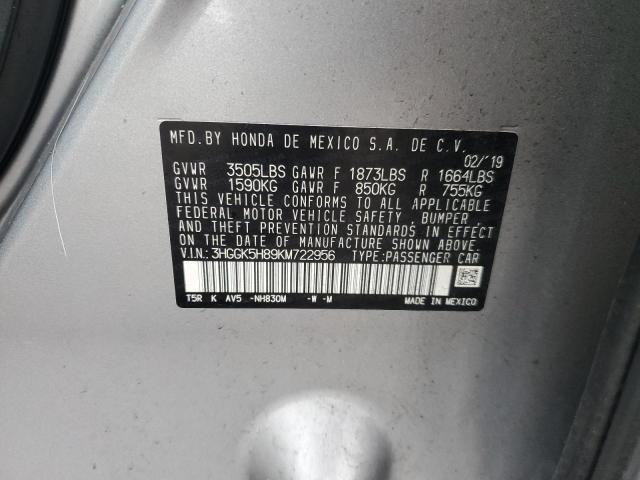 MFD. BY HONDA DE MEXICO S.A. DE C.V.
02/'19
GVWR 3505LBS GAWR F 1873LBS R 1664LBS
GVWR 1590KG GAWR F 850KG R 755KG
THIS VEHICLE CONFORMS TO ALL APPLICABLE
FEDERAL MOTOR VEHICLE SAFETY, BUMPER,
AND THEFT PREVENTION STANDARDS IN EFFECT
ON THE DATE OF MANUFACTURE SHOWN ABOVE.
V.I.N.: 3HGGK5H89KM722956 TYPE: PASSENGER CAR
T5R K AV5 -NH830M -W -M MADE IN MEXICO